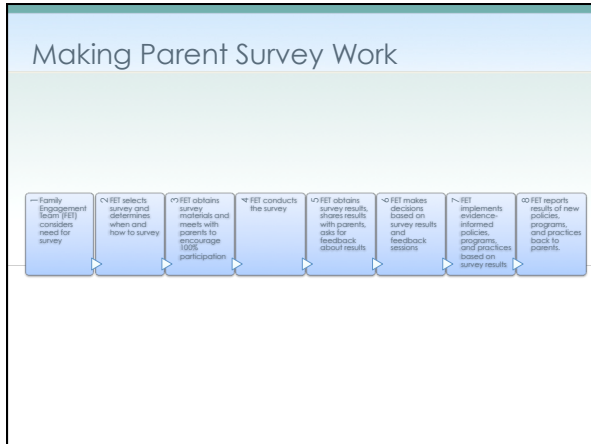 Making Parent Survey Work
1
Family
Engagement
Team (FET)
considers
need for
survey
2
FET selects
survey and
determines
when and
how to survey
3
FET obtains
survey
materials and
meets with
parents to
encourage
100%
participation
4
FET conducts
the survey
5
FET obtains
survey results,
shares results
with parents,
asks for
feedback
about results
6
FET makes
decisions
based on
survey results
and
feedback
sessions
7
FET
implements
evidence-
informed
policies,
programs,
and practices
based on
survey results
8
FET reports
results of new
policies,
programs,
and practices
back to
parents.